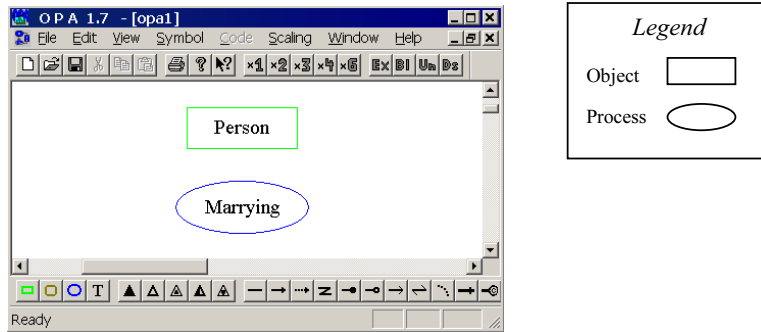 OPA 1.7 - [opa1]
File Edit View Symbol Code Scaling Window Help
×1 ×2 ×3 ×4 ×6 Ex BI Un Ds
Person
Marrying
T
Ready
Legend
Object
Process